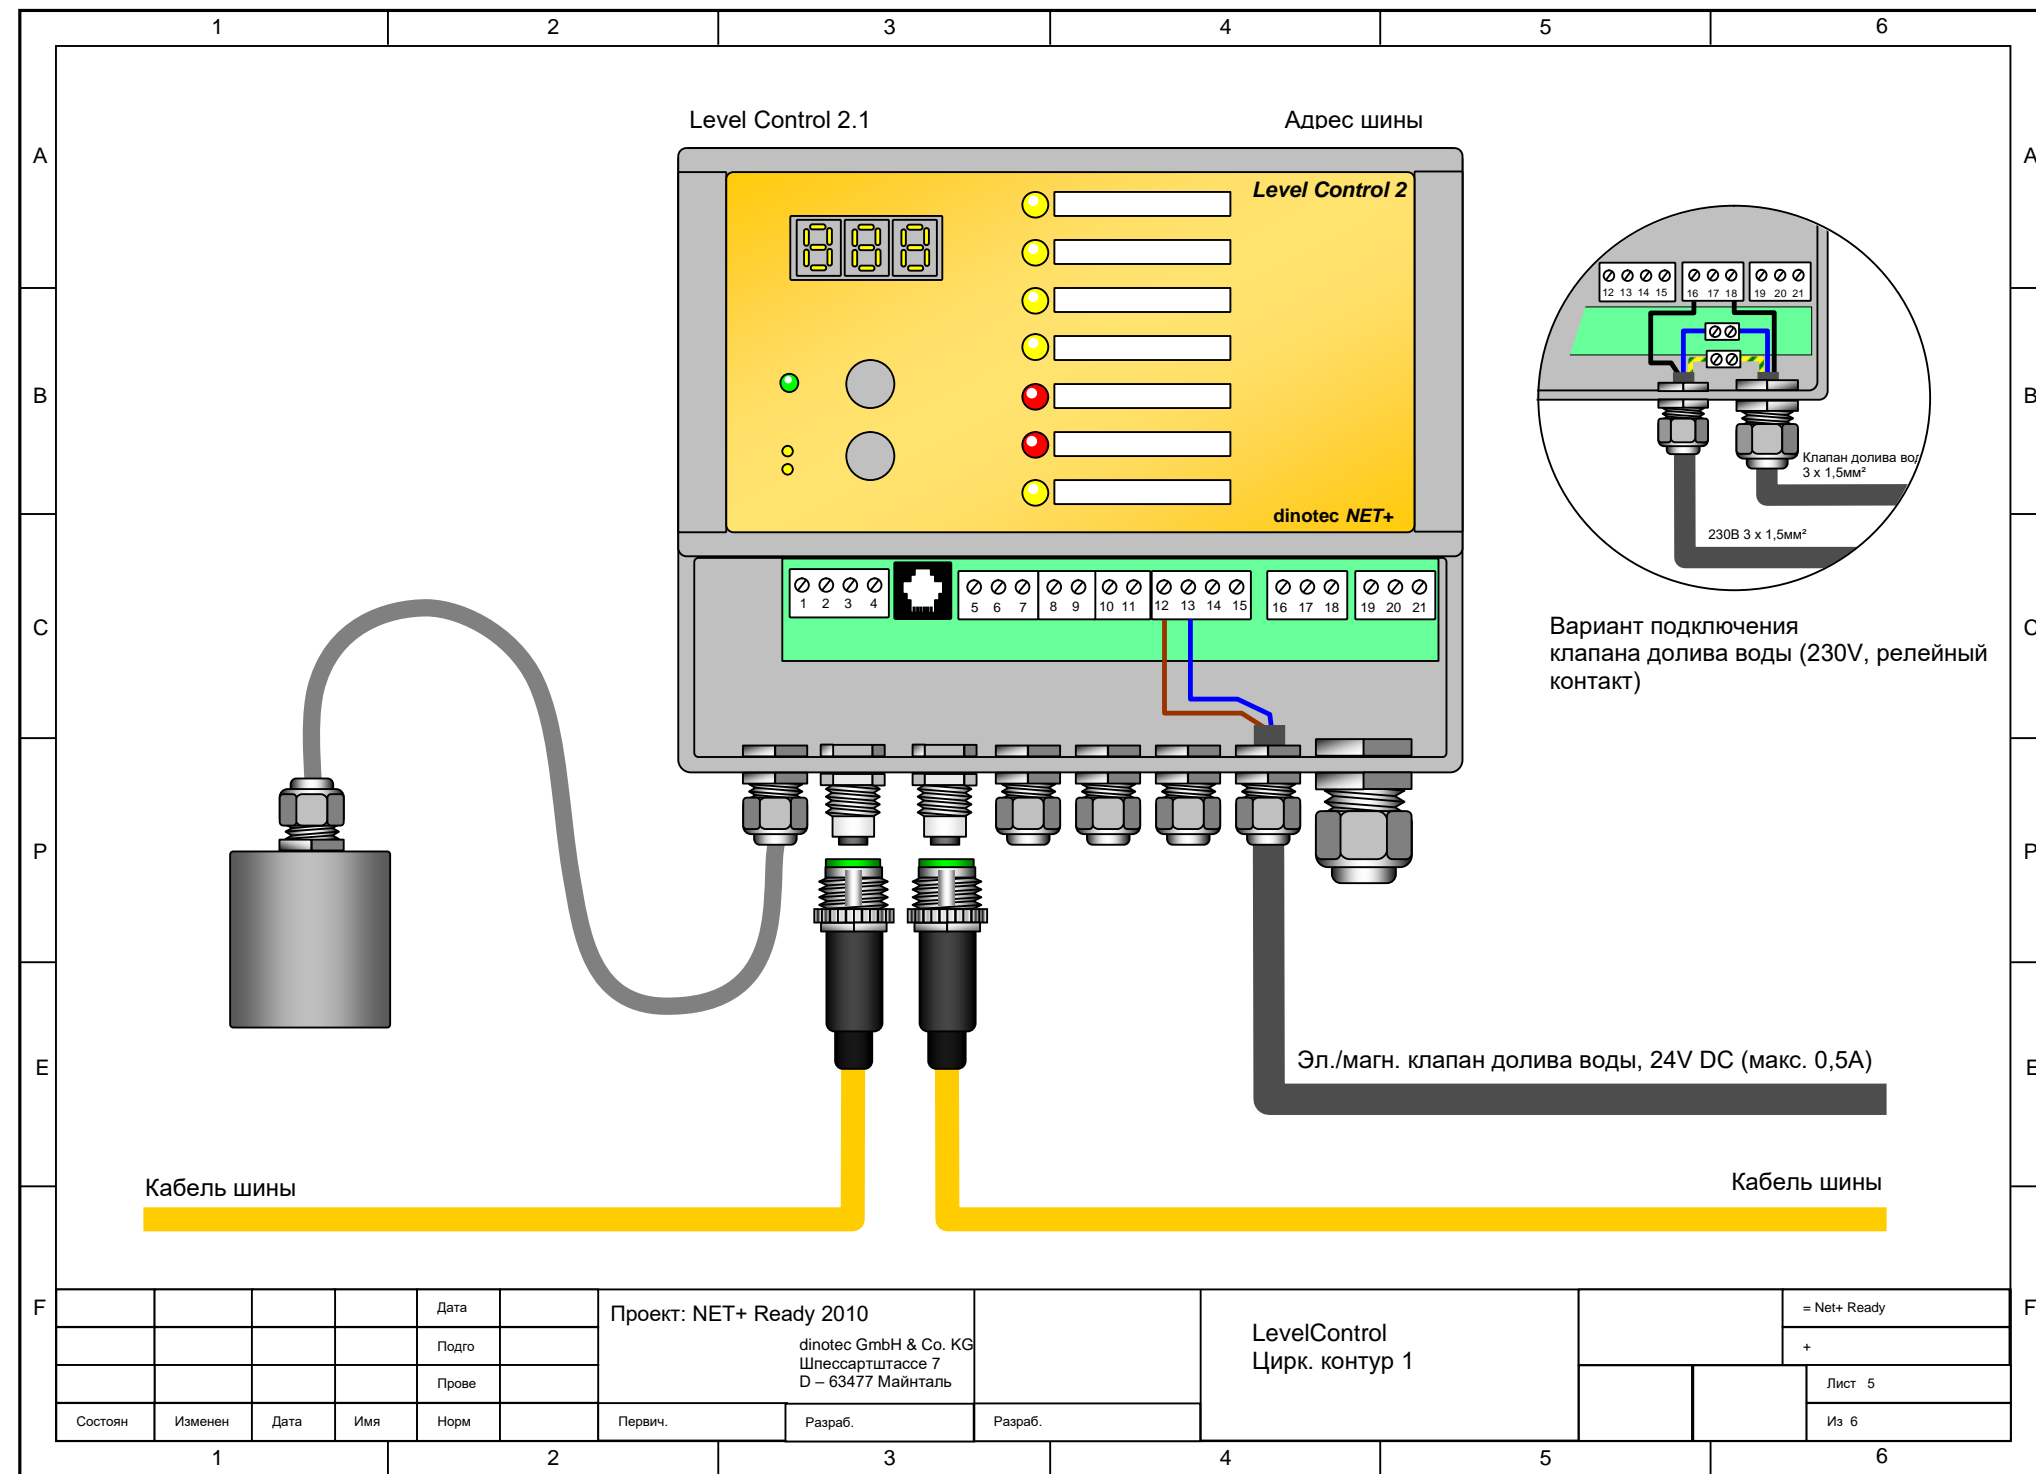 1 2 3 4 5 6
Level Control 2.1
Адрес шины
A A
Level Control 2
12 13 14 15 16 17 18 19 20 21
B B
Клапан долива вод
3 x 1,5мм²
dinotec NET+
230В 3 x 1,5мм²
1 2 3 4 5 6 7 8 9 10 11 12 13 14 15 16 17 18 19 20 21
C C
Вариант подключения
клапана долива воды (230V, релейный
контакт)
P P
Эл./магн. клапан долива воды, 24V DC (макс. 0,5A)
E E
Кабель шины
Кабель шины
F F
Дата
Подго
Прове
Состоян Изменен Дата Имя Норм
Проект: NET+ Ready 2010
dinotec GmbH & Co. KG
Шпессартштассе 7
D – 63477 Майнталь
Первич. Разраб. Разраб.
LevelControl
Цирк. контур 1
= Net+ Ready
+
Лист 5
Из 6
1 2 3 4 5 6